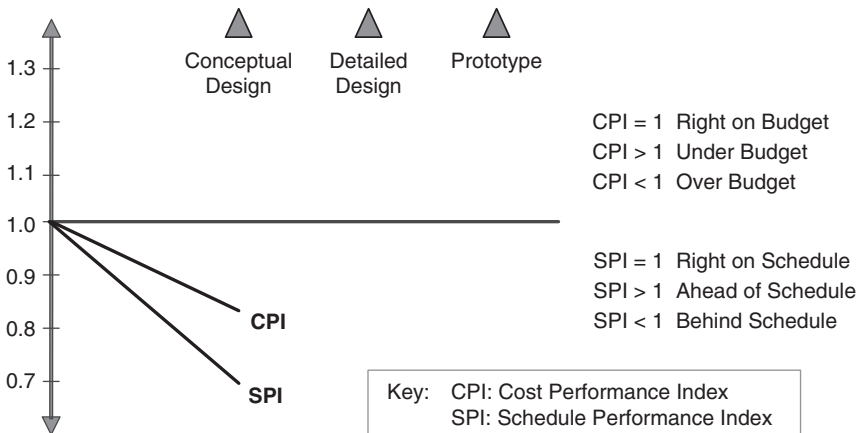 Conceptual
Design
Detailed
Design
Prototype
1.3
1.2
1.1
1.0
0.9
0.8
0.7
CPI = 1 Right on Budget
CPI > 1 Under Budget
CPI < 1 Over Budget
SPI = 1 Right on Schedule
SPI > 1 Ahead of Schedule
SPI < 1 Behind Schedule
CPI
SPI
Key: CPI: Cost Performance Index
SPI: Schedule Performance Index